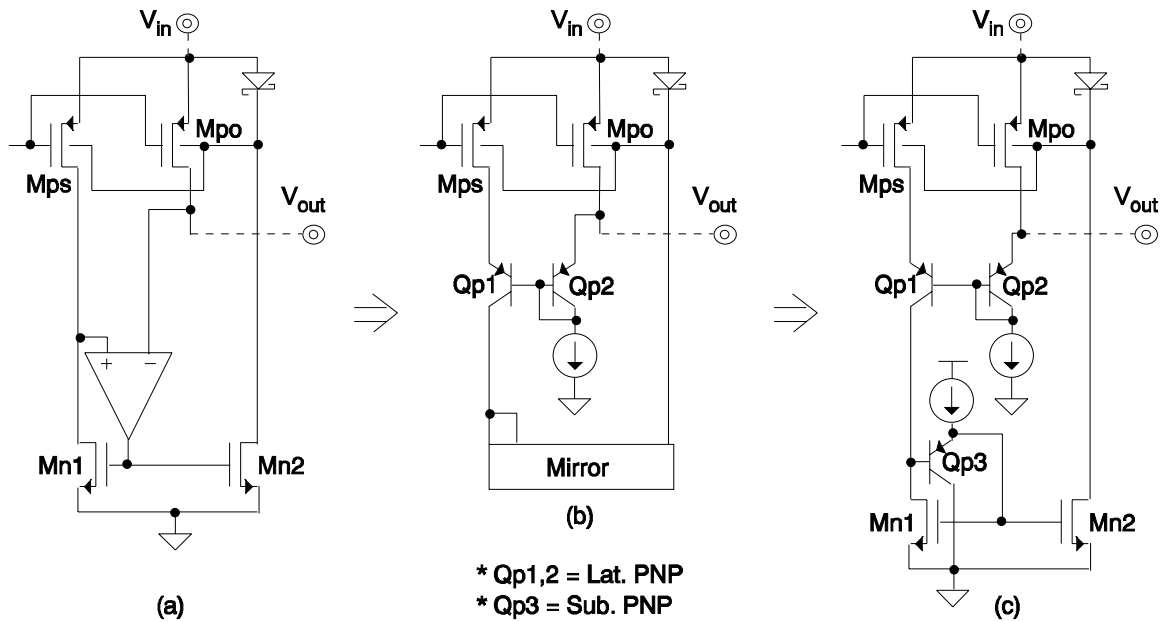 Vin
Mpo
Mps
Vout
+ −
Mn1
Mn2
(a)
Vin
Mpo
Mps
Vout
Qp1
Qp2
Mirror
(b)
* Qp1,2 = Lat. PNP
* Qp3 = Sub. PNP
Vin
Mpo
Mps
Vout
Qp1
Qp2
Qp3
Mn1
Mn2
(c)